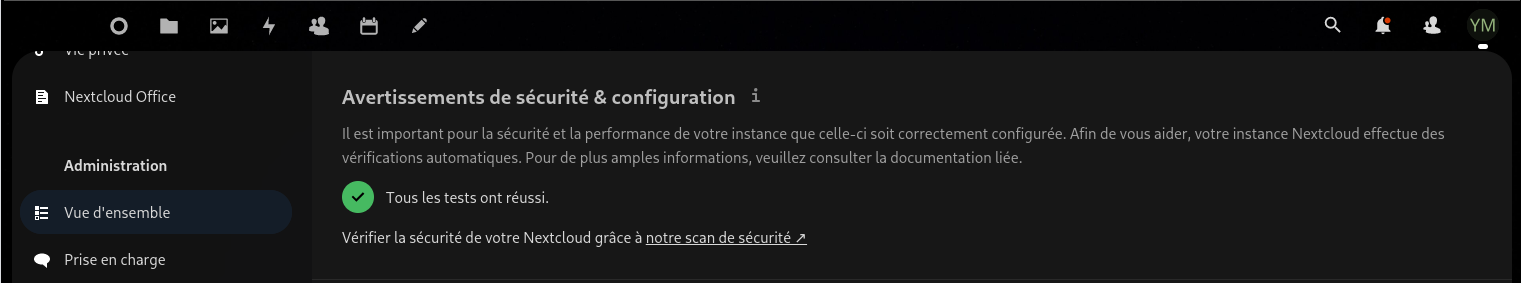 YM
Vie privée
Nextcloud Office
Administration
Vue d'ensemble
Prise en charge
Avertissements de sécurité & configuration
Il est important pour la sécurité et la performance de votre instance que celle-ci soit correctement configurée. Afin de vous aider, votre instance Nextcloud effectue des
vérifications automatiques. Pour de plus amples informations, veuillez consulter la documentation liée.
Tous les tests ont réussi.
Vérifier la sécurité de votre Nextcloud grâce à notre scan de sécurité ↗